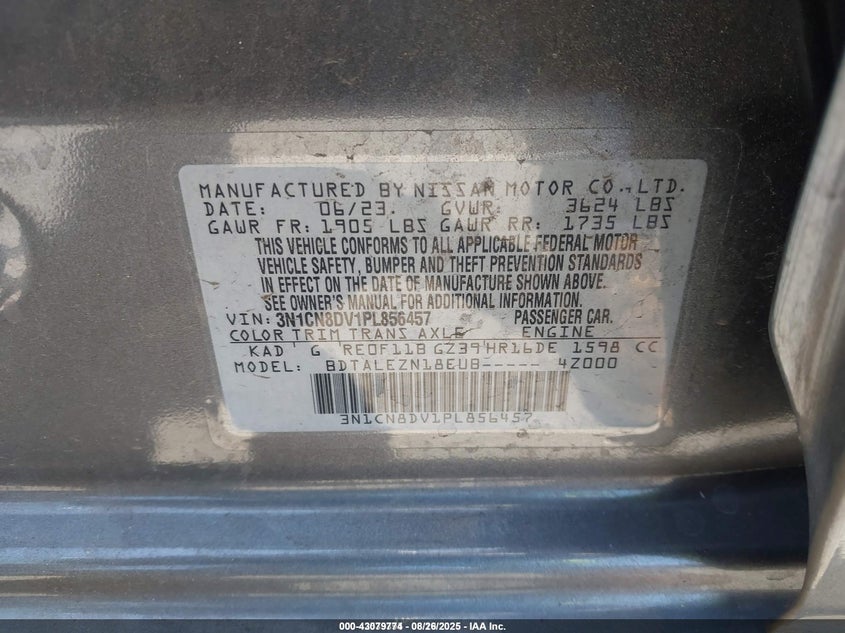 MANUFACTURED BY NISSAN MOTOR CO., LTD.
DATE: 06/23. GVWR: 3624 LBS
GAWR FR: 1905 LBS GAWR RR: 1735 LBS
THIS VEHICLE CONFORMS TO ALL APPLICABLE FEDERAL MOTOR
VEHICLE SAFETY, BUMPER AND THEFT PREVENTION STANDARDS
IN EFFECT ON THE DATE OF MANUFACTURE SHOWN ABOVE.
SEE OWNER'S MANUAL FOR ADDITIONAL INFORMATION.
VIN: 3N1CN8DV1PL856457 PASSENGER CAR.
COLOR TRIM TRANS AXLE ENGINE
KAD G RE0F11B GZ39 HR16DE 1598 CC
MODEL: BDTALEZN18EUB----- 4Z000
3N1CN8DV1PL856457
000-43079774 | 08/26/2025 | IAA Inc.